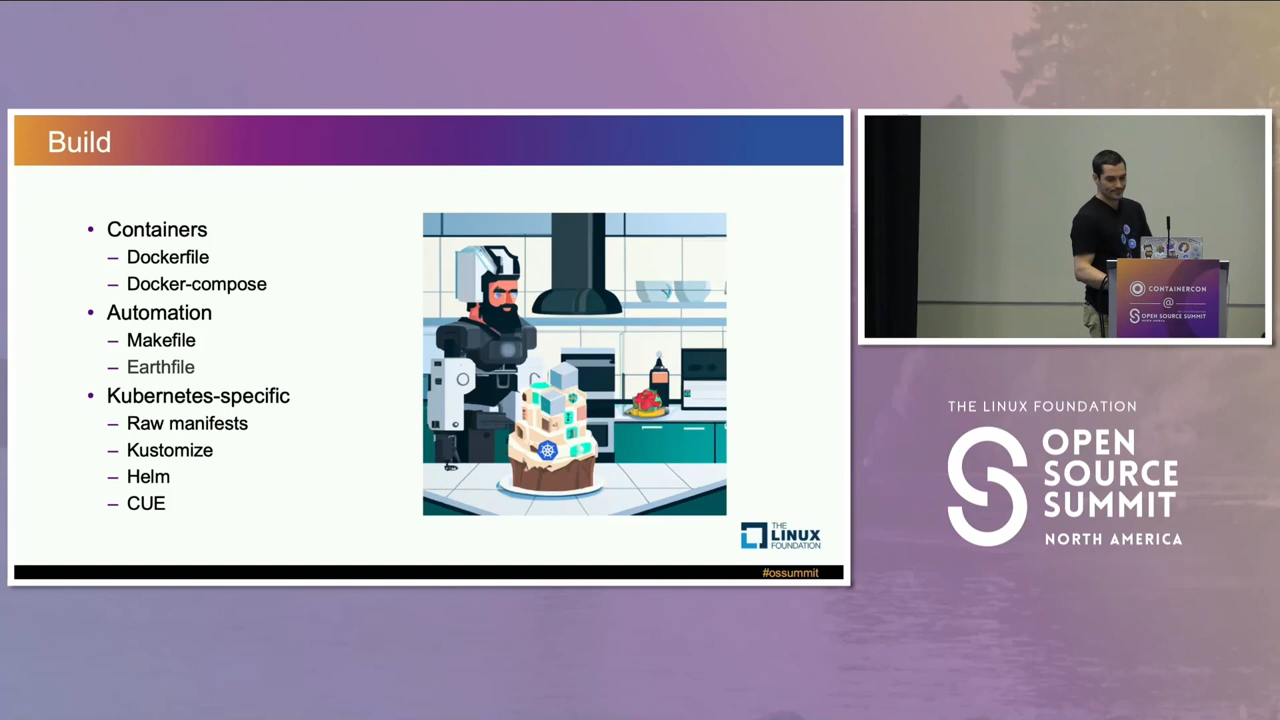 Build
• Containers
– Dockerfile
– Docker-compose
• Automation
– Makefile
– Earthfile
• Kubernetes-specific
– Raw manifests
– Kustomize
– Helm
– CUE
THE
LINUX
FOUNDATION
#ossummit
CONTAINERCON
@
OPEN SOURCE SUMMIT
THE LINUX FOUNDATION
OPEN
SOURCE
SUMMIT
NORTH AMERICA